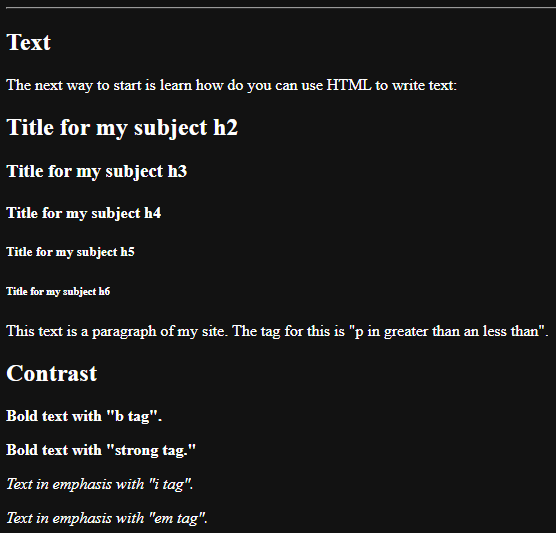 Text
The next way to start is learn how do you can use HTML to write text:
Title for my subject h2
Title for my subject h3
Title for my subject h4
Title for my subject h5
Title for my subject h6
This text is a paragraph of my site. The tag for this is "p in greater than an less than".
Contrast
Bold text with "b tag".
Bold text with "strong tag."
Text in emphasis with "i tag".
Text in emphasis with "em tag".